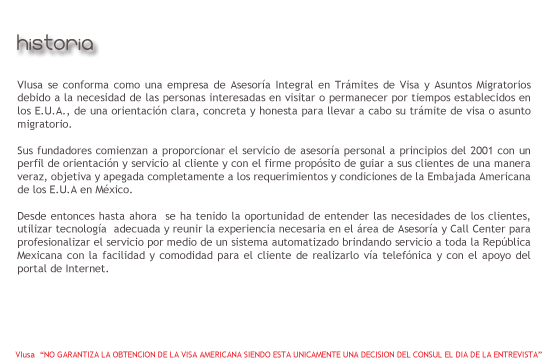 historia
VIusa se conforma como una empresa de Asesoría Integral en Trámites de Visa y Asuntos Migratorios
debido a la necesidad de las personas interesadas en visitar o permanecer por tiempos establecidos en
los E.U.A., de una orientación clara, concreta y honesta para llevar a cabo su trámite de visa o asunto
migratorio.
Sus fundadores comienzan a proporcionar el servicio de asesoría personal a principios del 2001 con un
perfil de orientación y servicio al cliente y con el firme propósito de guiar a sus clientes de una manera
veraz, objetiva y apegada completamente a los requerimientos y condiciones de la Embajada Americana
de los E.U.A en México.
Desde entonces hasta ahora se ha tenido la oportunidad de entender las necesidades de los clientes,
utilizar tecnología adecuada y reunir la experiencia necesaria en el área de Asesoría y Call Center para
profesionalizar el servicio por medio de un sistema automatizado brindando servicio a toda la República
Mexicana con la facilidad y comodidad para el cliente de realizarlo vía telefónica y con el apoyo del
portal de Internet.
VIusa "NO GARANTIZA LA OBTENCION DE LA VISA AMERICANA SIENDO ESTA UNICAMENTE UNA DECISION DEL CONSUL EL DIA DE LA ENTREVISTA"